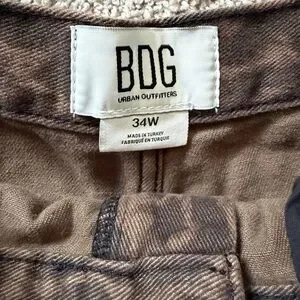 BDG
URBAN OUTFITTERS
34W
MADE IN TURKEY
FABRIQUÉ EN TURQUIE